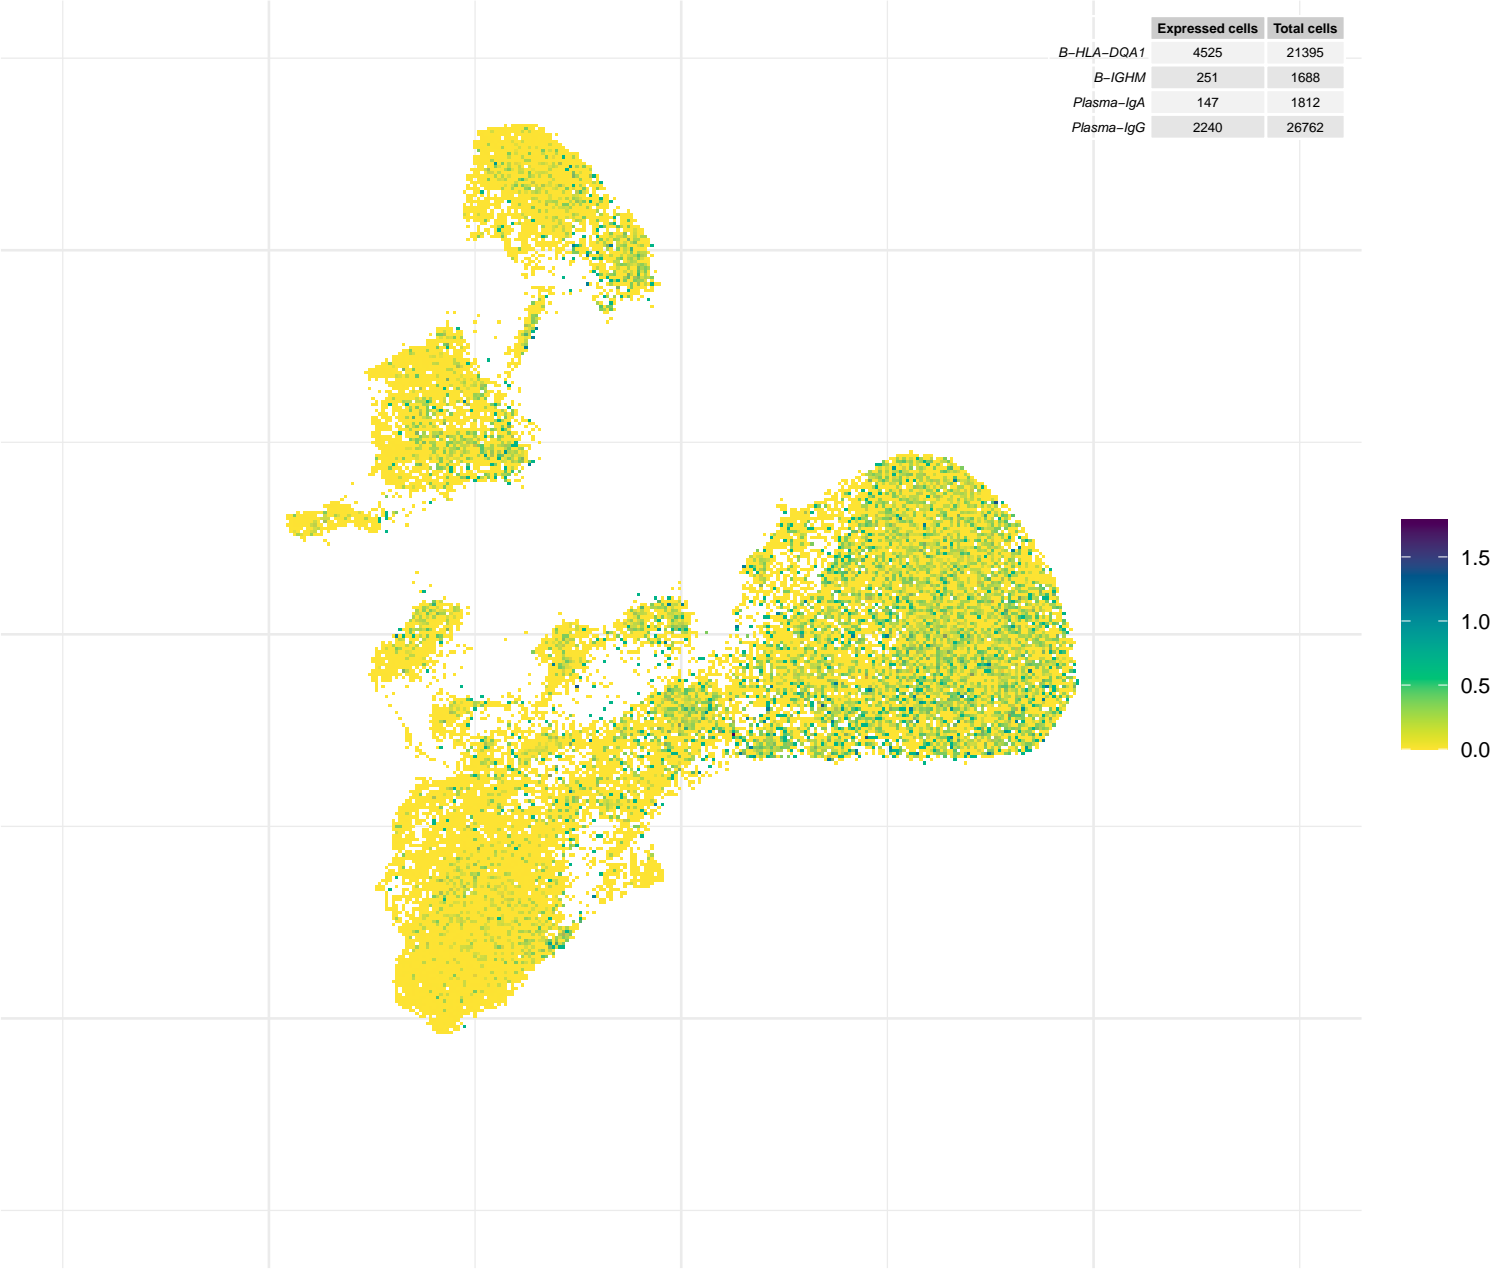 Expressed cells Total cells
B−HLA−DQA1 4525 21395
B−IGHM 251 1688
Plasma−IgA 147 1812
Plasma−IgG 2240 26762
1.5
1.0
0.5
0.0